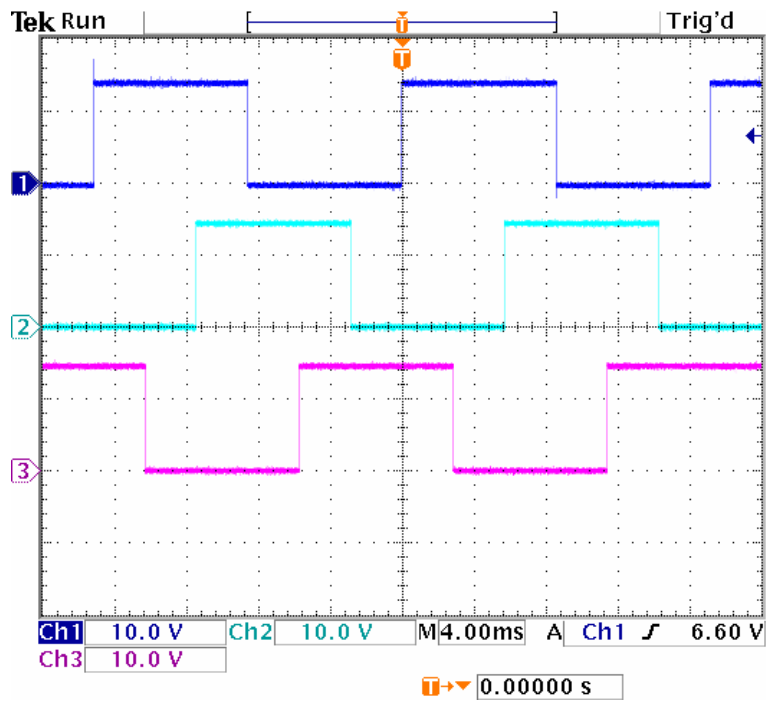 Tek Run Trig'd
T
T
1
2
3
Ch1 10.0 V Ch2 10.0 V M 4.00ms A Ch1 6.60 V
Ch3 10.0 V
T 0.00000 s